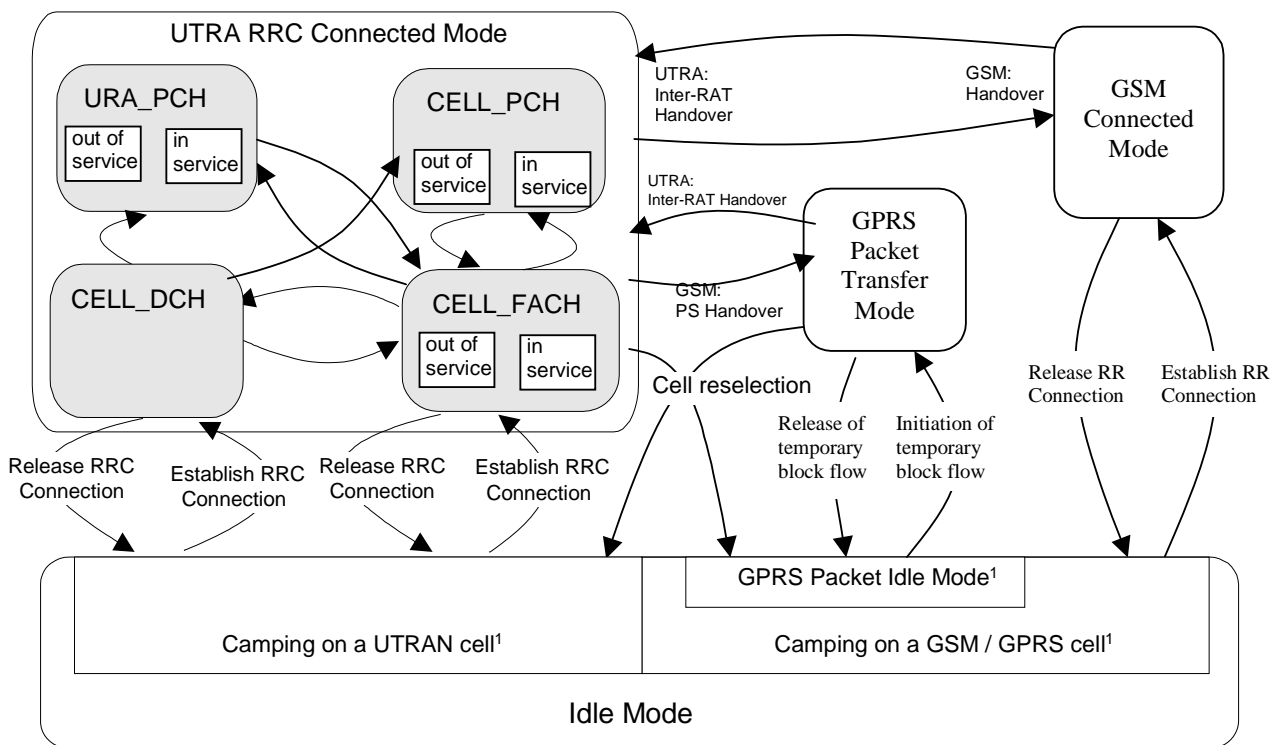 UTRA RRC Connected Mode
URA_PCH
out of
service
in
service
CELL_PCH
out of
service
in
service
CELL_DCH
CELL_FACH
out of
service
in
service
UTRA:
Inter-RAT
Handover
GSM:
Handover
GSM
Connected
Mode
UTRA:
Inter-RAT Handover
GPRS
Packet
Transfer
Mode
GSM:
PS Handover
Cell reselection
Release RRC
Connection
Establish RRC
Connection
Release RRC
Connection
Establish RRC
Connection
Release of
temporary
block flow
Initiation of
temporary
block flow
Release RR
Connection
Establish RR
Connection
GPRS Packet Idle Mode¹
Camping on a UTRAN cell¹
Camping on a GSM / GPRS cell¹
Idle Mode